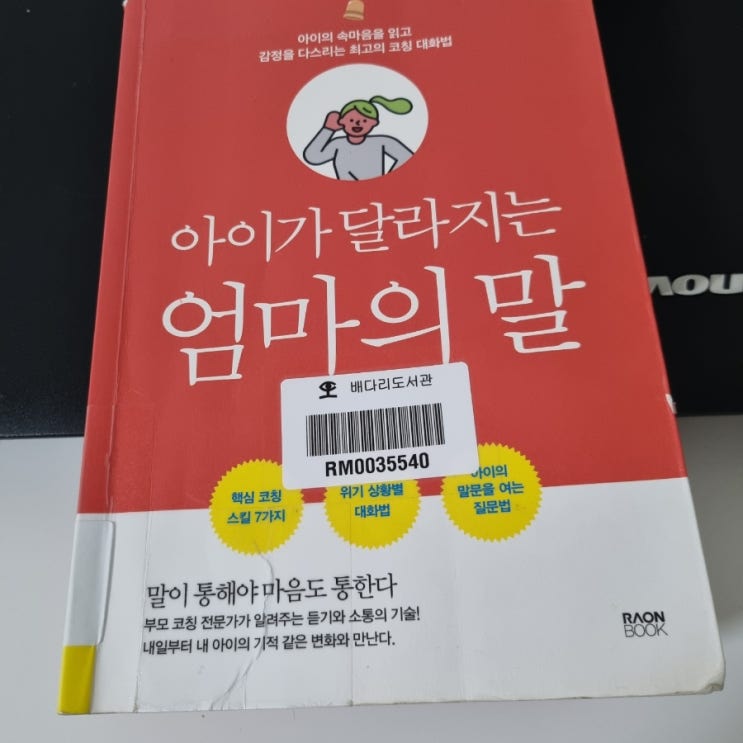 아이의 속마음을 읽고
감정을 다스리는 최고의 코칭 대화법
아이가 달라지는
엄마의 말
배다리도서관
RM0035540
핵심 코칭
스킬 7가지
위기 상황별
대화법
아이의
말문을 여는
질문법
말이 통해야 마음도 통한다
부모 코칭 전문가가 알려주는 듣기와 소통의 기술!
내일부터 내 아이의 기적 같은 변화와 만난다.
RAON
BOOK